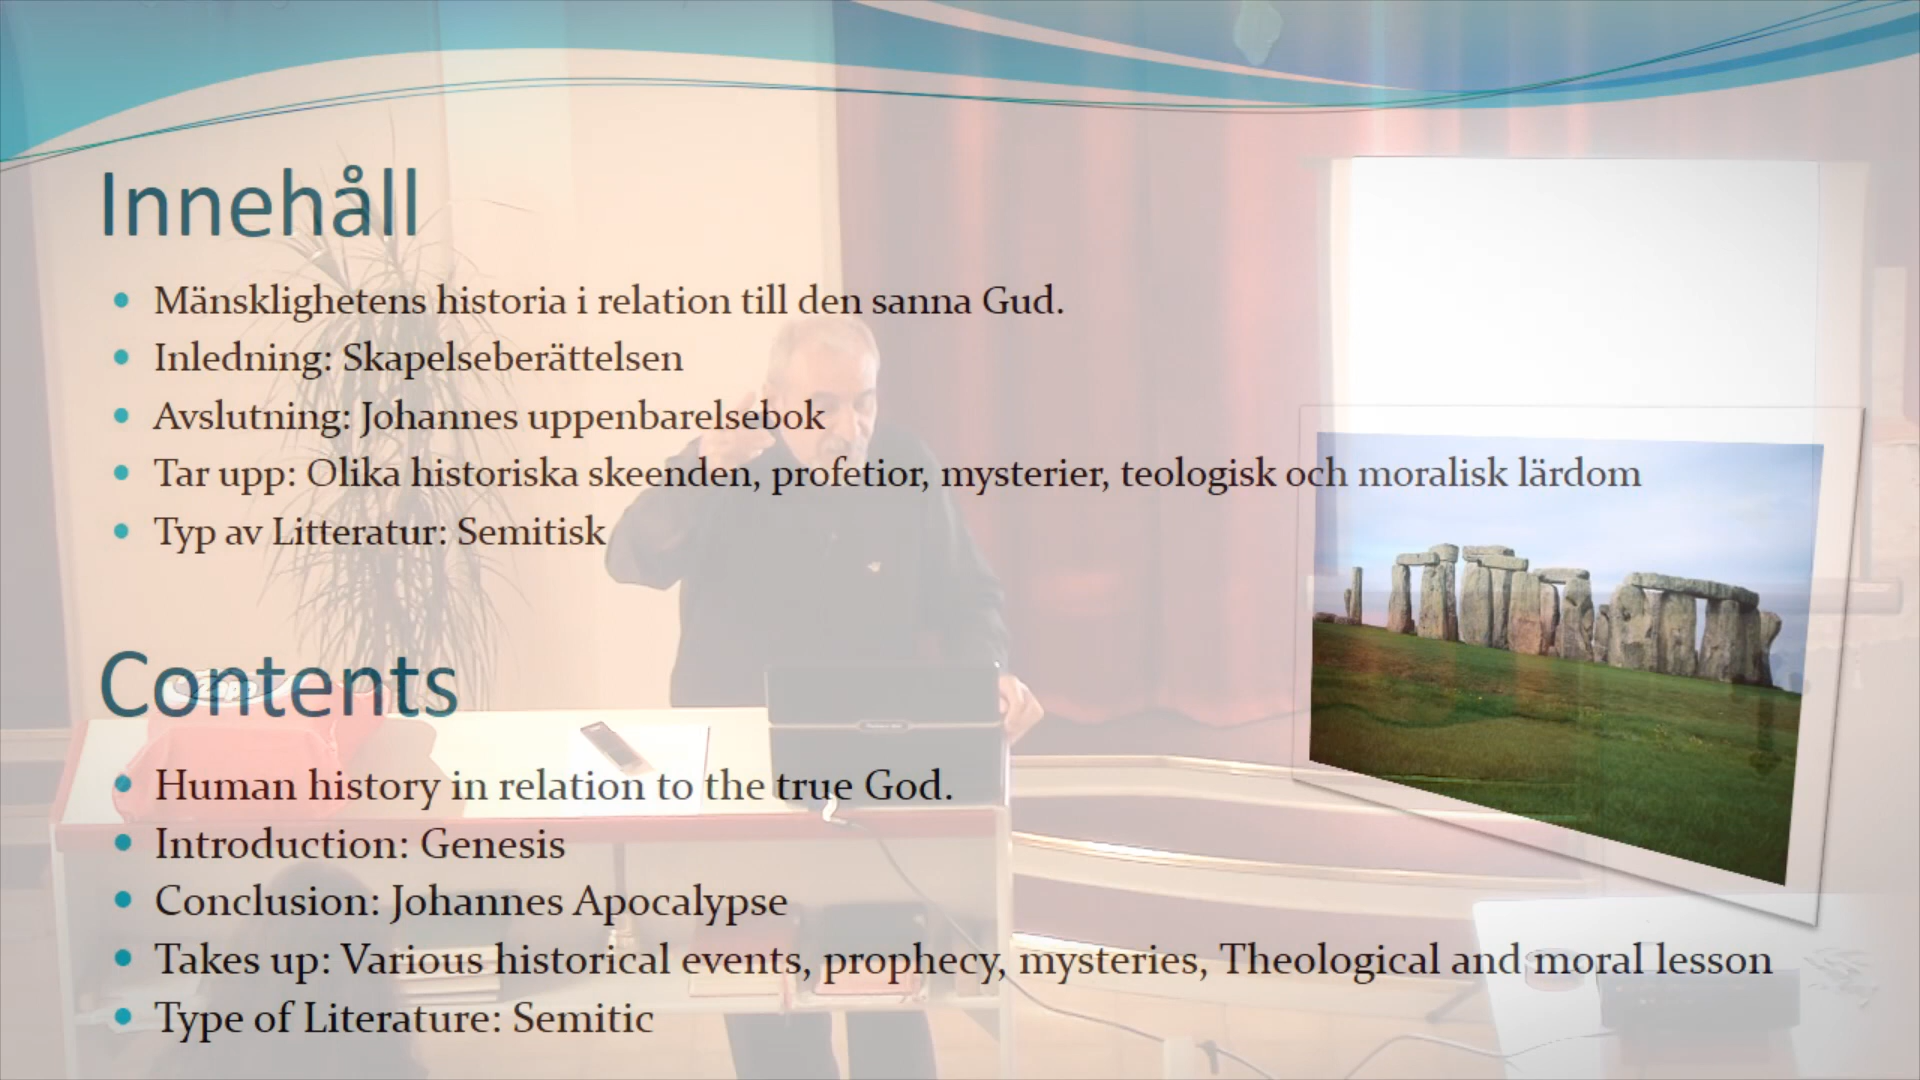 Innehåll
Mänsklighetens historia i relation till den sanna Gud.
Inledning: Skapelseberättelsen
Avslutning: Johannes uppenbarelsebok
Tar upp: Olika historiska skeenden, profetior, mysterier, teologisk och moralisk lärdom
Typ av Litteratur: Semitisk
Contents
Human history in relation to the true God.
Introduction: Genesis
Conclusion: Johannes Apocalypse
Takes up: Various historical events, prophecy, mysteries, Theological and moral lesson
Type of Literature: Semitic